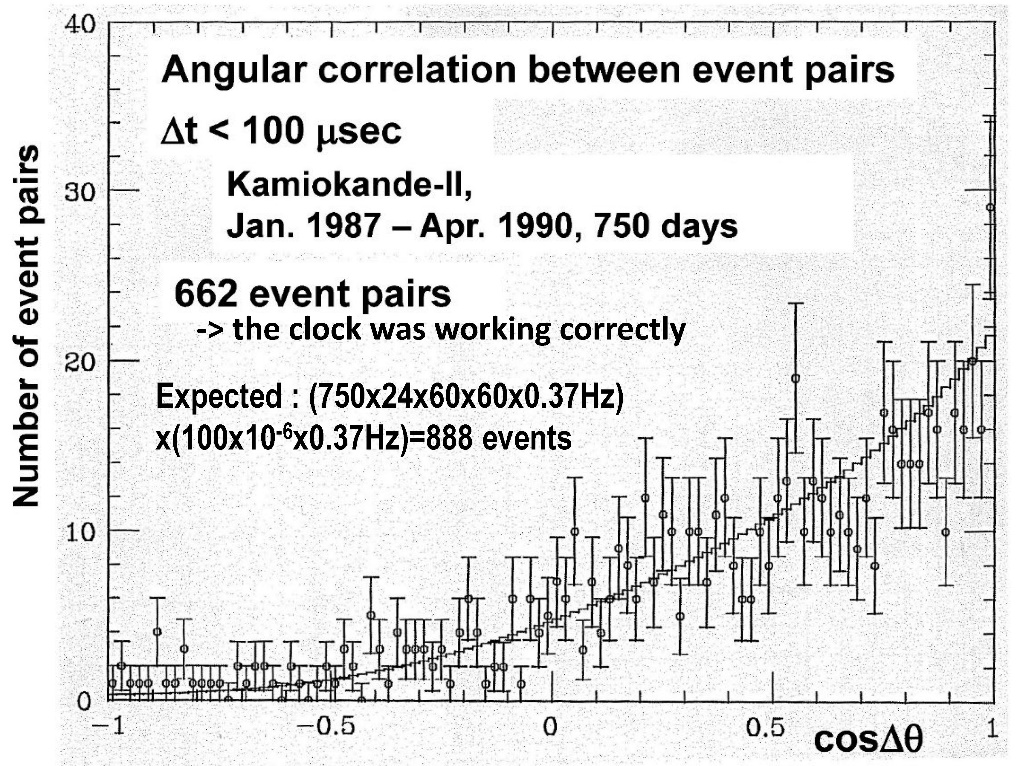 40
Angular correlation between event pairs
Δt < 100 μsec
Kamiokande-II,
30
Jan. 1987 – Apr. 1990, 750 days
662 event pairs
-> the clock was working correctly
20
Expected : (750x24x60x60x0.37Hz)
x(100x10⁻⁶x0.37Hz)=888 events
10
0
Number of event pairs
−1
−0.5
0
0.5
1
cosΔθ